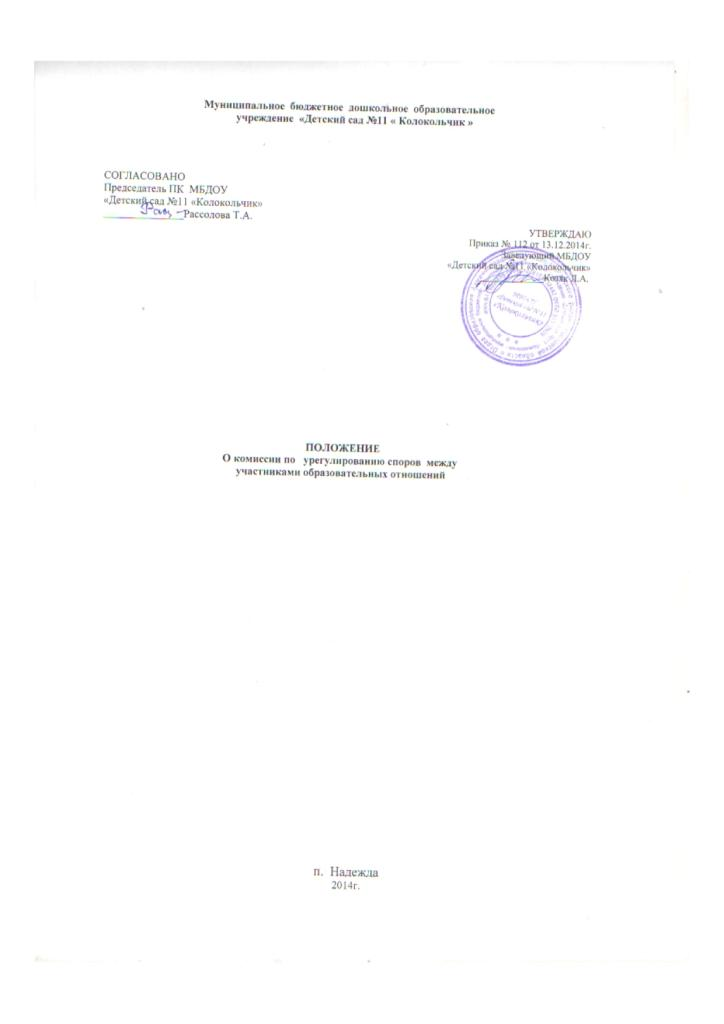 Муниципальное бюджетное дошкольное образовательное
учреждение «Детский сад №11 « Колокольчик »
СОГЛАСОВАНО
Председатель ПК МБДОУ
«Детский сад №11 «Колокольчик»
Рассолова Т.А.
УТВЕРЖДАЮ
Приказ № 112 от 13.12.2014г.
Заведующий МБДОУ
«Детский сад №11 «Колокольчик»
Л.А.
ПОЛОЖЕНИЕ
О комиссии по урегулированию споров между
участниками образовательных отношений
п. Надежда
2014г.